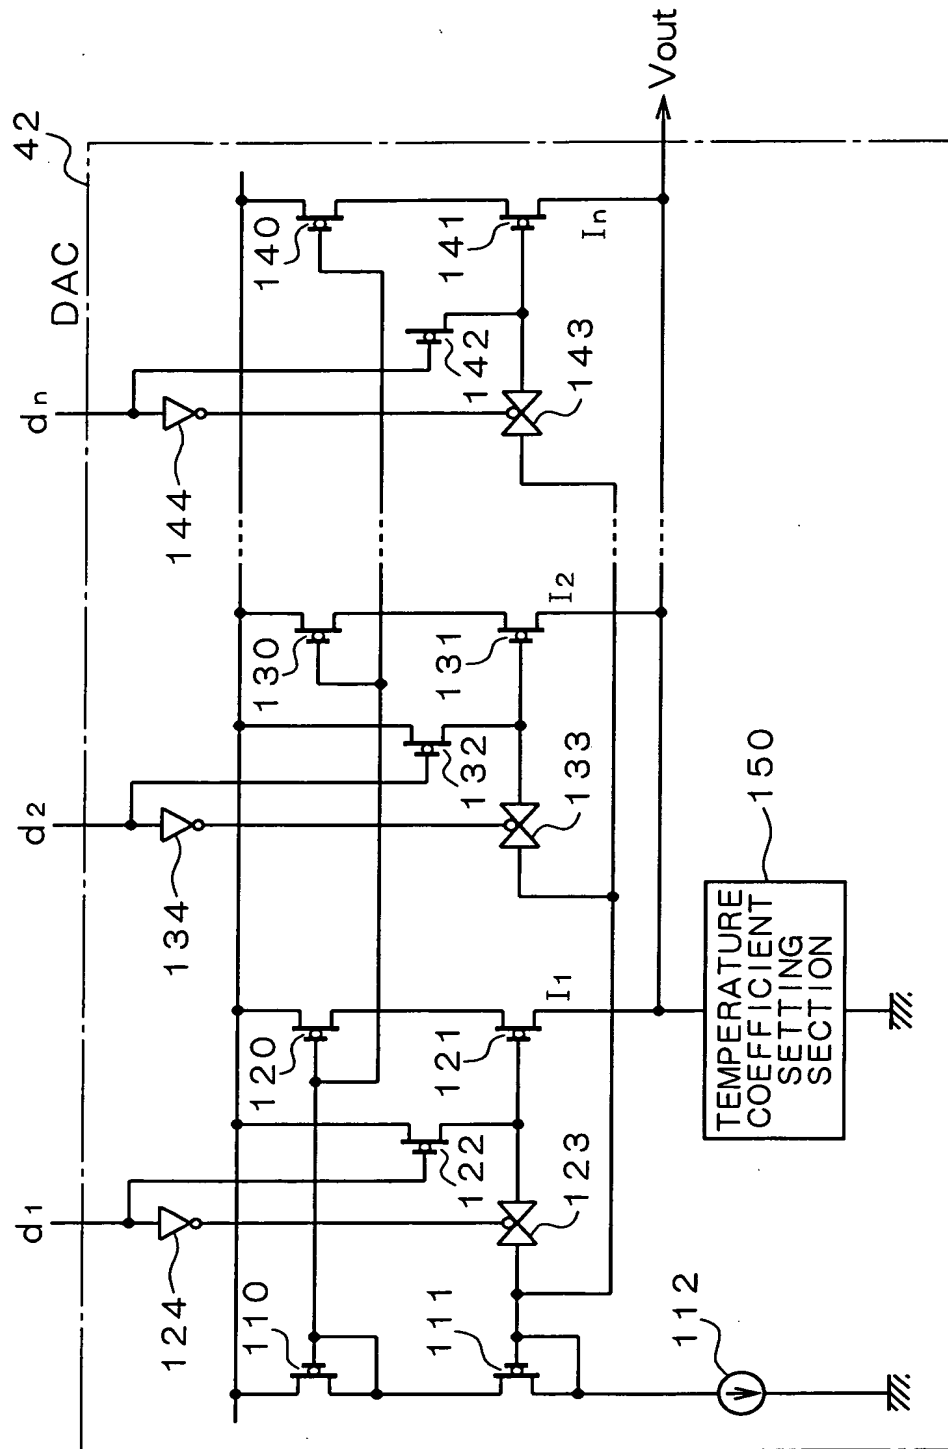 42
DAC
d1
d2
dn
124
134
144
110
120
130
140
122
132
142
111
121
131
141
123
133
143
I1
I2
In
Vout
112
150
TEMPERATURE
COEFFICIENT
SETTING
SECTION